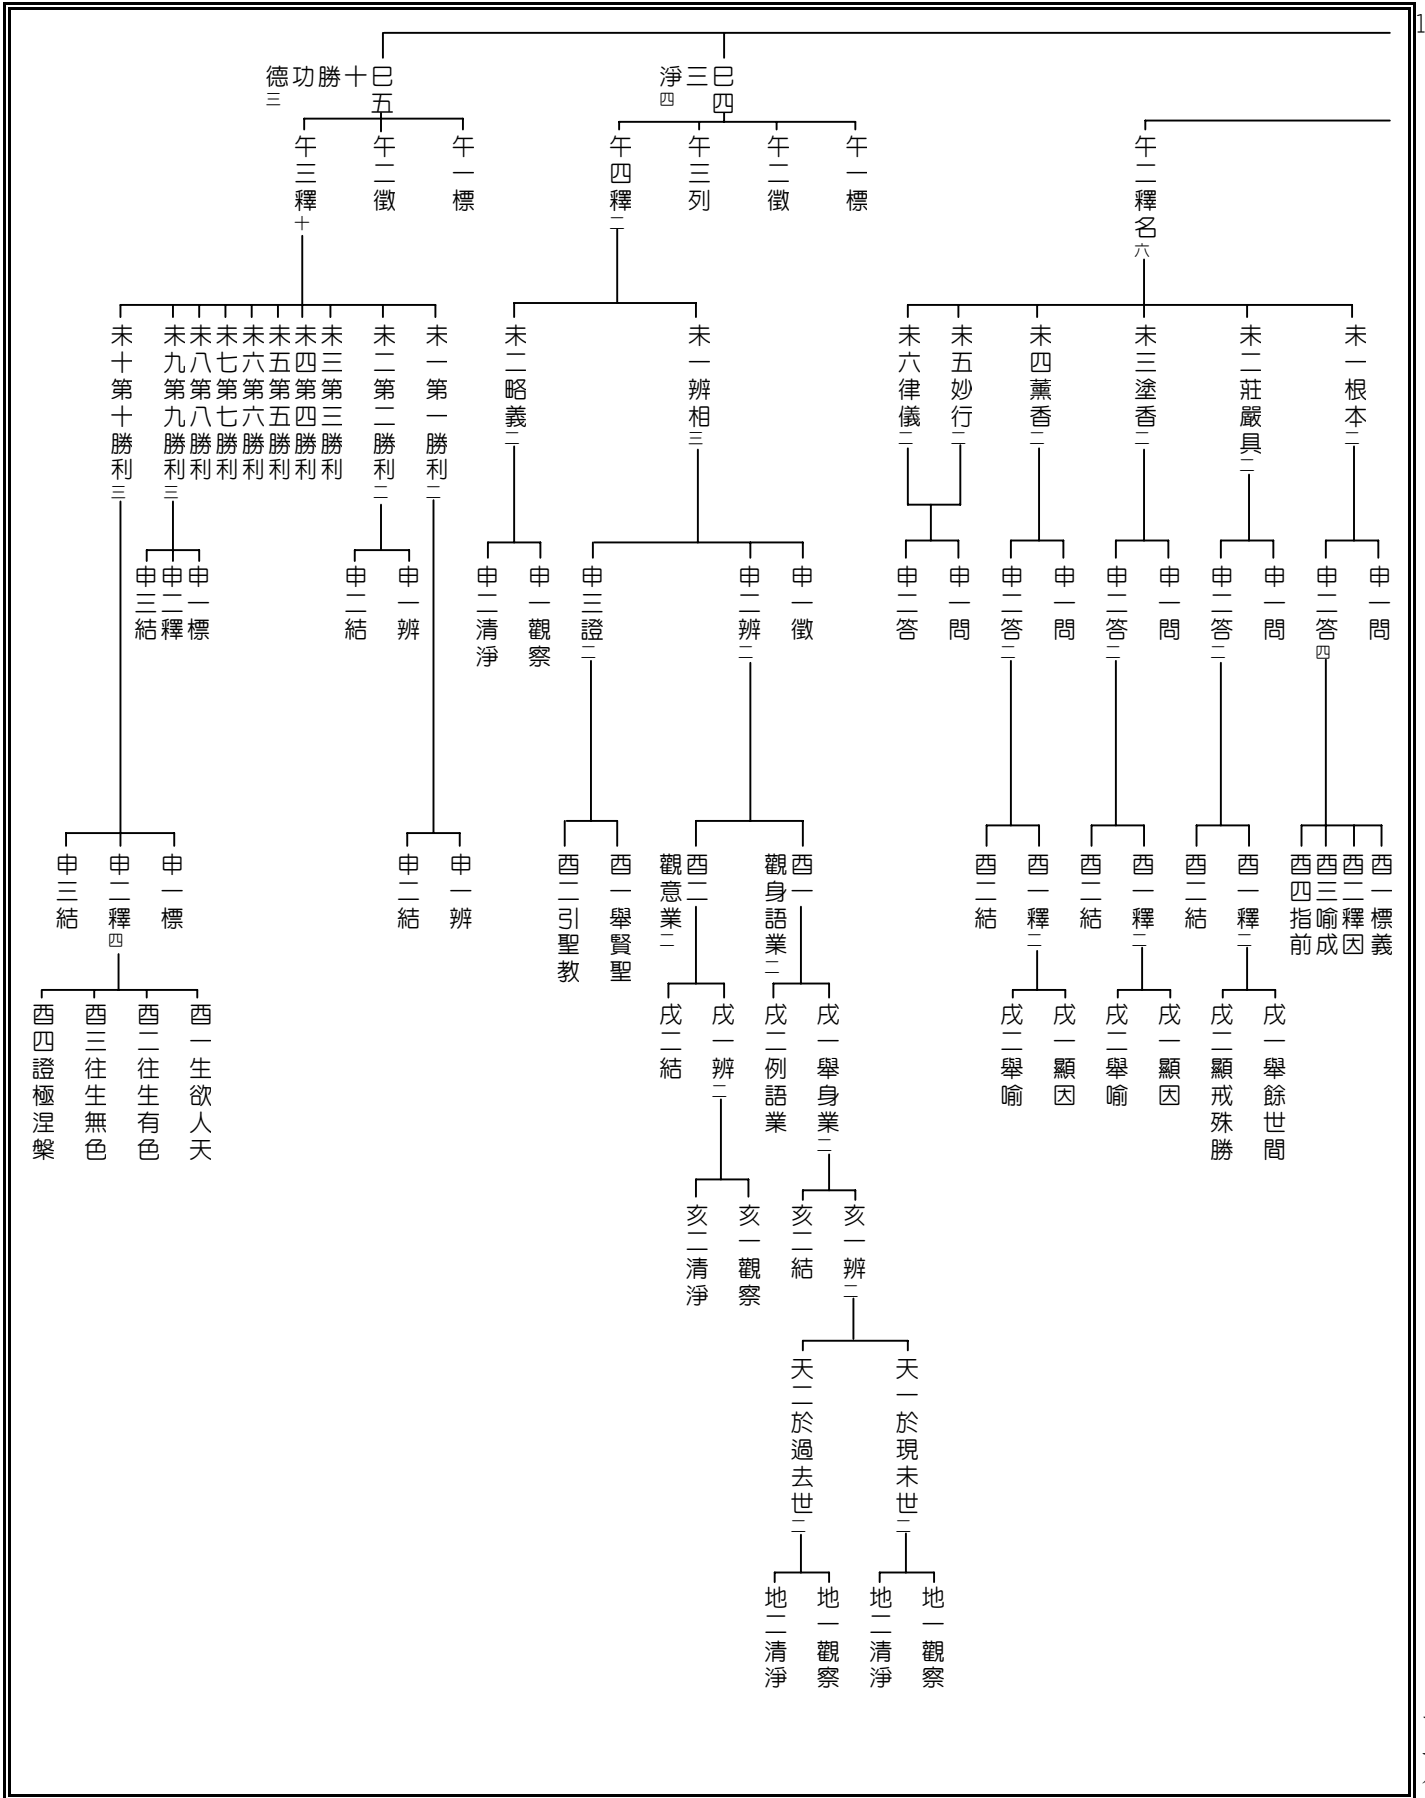 1
午二釋名六
未一根本二
申一問
申二答四
酉一標義
酉二釋因
酉三喻成
酉四指前
未二莊嚴具二
申一問
申二答二
酉一釋二
戌一舉餘世間
戌二顯戒殊勝
酉二結
未三塗香二
申一問
申二答二
酉一釋二
戌一顯因
戌二舉喻
酉二結
未四薰香二
申一問
申二答二
酉一釋二
戌一顯因
戌二舉喻
酉二結
未五妙行二
未六律儀二
申一問
申二答
巳四三淨四
午一標
午二徵
午三列
午四釋二
未一辨相三
申一徵
申二辨二
酉一觀身語業二
戌一舉身業二
亥一辨二
天一於現未世二
地一觀察
地二清淨
天二於過去世二
地一觀察
地二清淨
亥二結
戌二例語業
酉二觀意業二
戌一辨二
亥一觀察
亥二清淨
戌二結
申三證二
酉一舉賢聖
酉二引聖教
未二略義二
申一觀察
申二清淨
巳五十勝功德三
午一標
午二徵
午三釋十
未一第一勝利二
申一辨
申二結
未二第二勝利二
申一辨
申二結
未三第三勝利
未四第四勝利
未五第五勝利
未六第六勝利
未七第七勝利
未八第八勝利
未九第九勝利三
申一標
申二釋
申三結
未十第十勝利三
申一標
申二釋四
酉一生欲人天
酉二往生有色
酉三往生無色
酉四證極涅槃
申三結